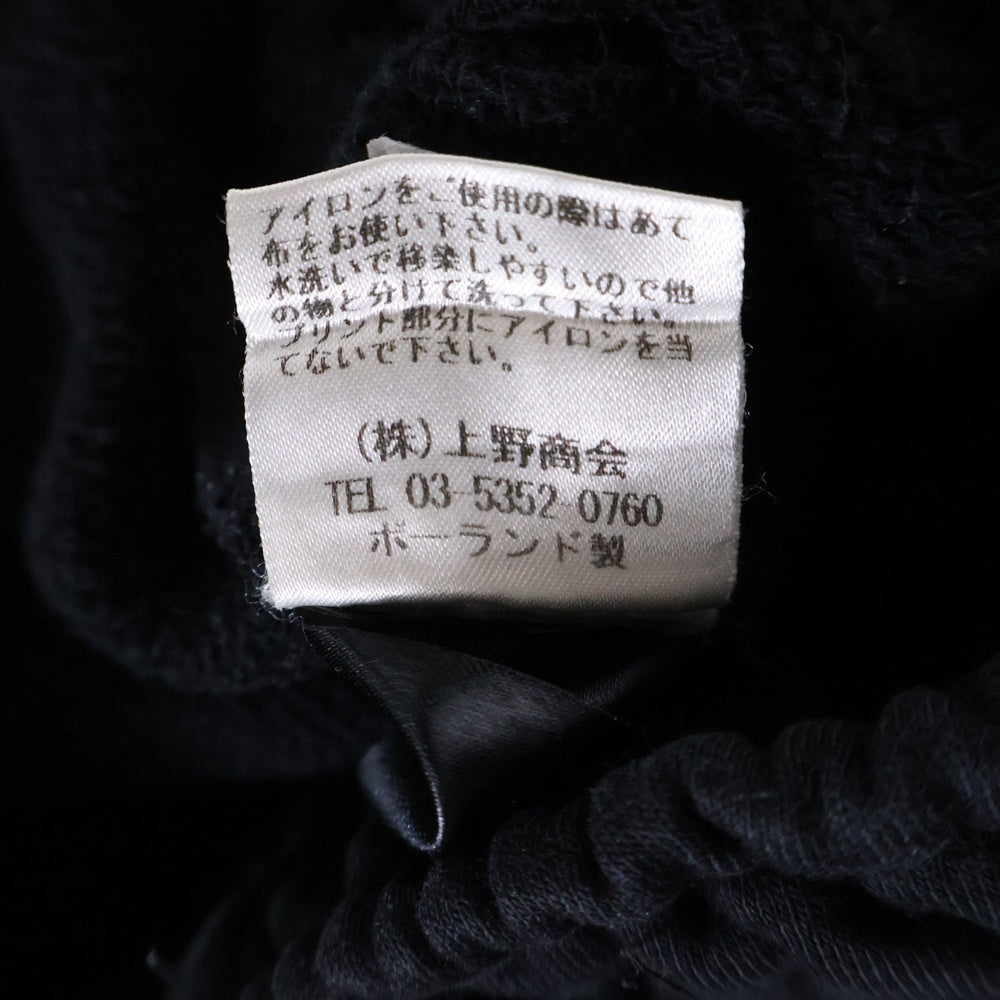 アイロンをご使用の際はあて
布をお使い下さい。
水洗いで移染しやすいので他
の物と分けて洗って下さい。
プリント部分にアイロンを当
てないで下さい。
(株)上野商会
TEL 03-5352-0760
ポーランド製